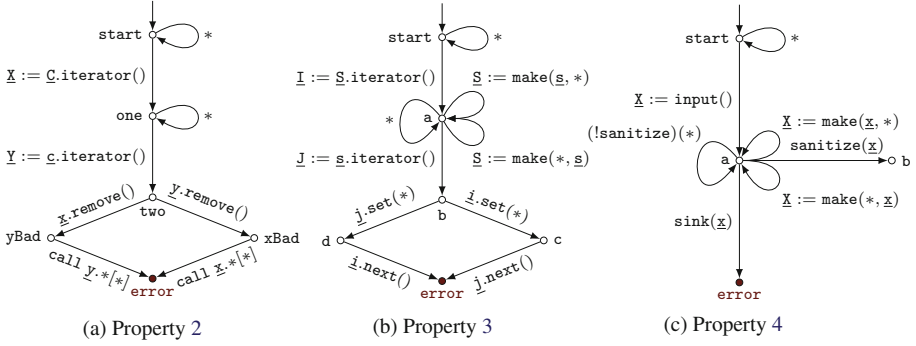 start
*
X := C.iterator()
one
*
Y := c.iterator()
x.remove()
y.remove()
two
yBad
xBad
call y.*[*]
call x.*[*]
error
(a) Property 2
start
*
I := S.iterator()
S := make(s, *)
*
a
J := s.iterator()
S := make(*, s)
j.set(*)
i.set(*)
b
d
c
i.next()
j.next()
error
(b) Property 3
start
*
X := input()
(!sanitize)(*)
X := make(x, *)
sanitize(x)
a
b
X := make(*, x)
sink(x)
error
(c) Property 4